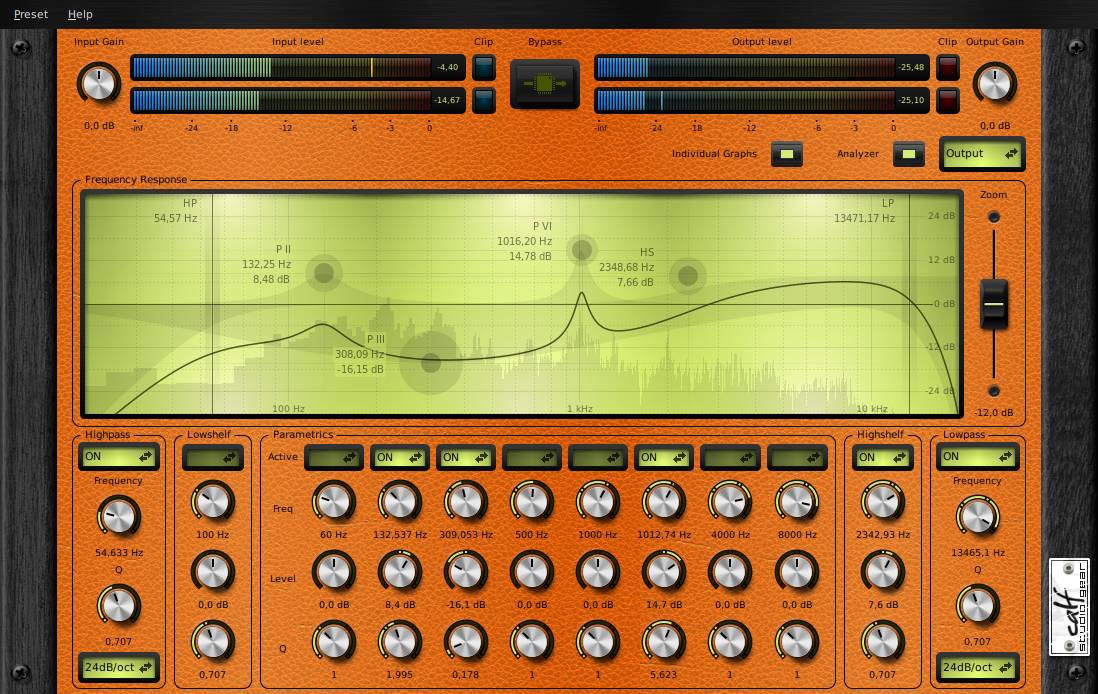 Preset Help
Input Gain Input level Clip Bypass Output level Clip Output Gain
-4,40 -25,48
-14,67 -25,10
0,0 dB -inf -24 -18 -12 -6 -3 0 -inf -24 -18 -12 -6 -3 0 0,0 dB
Individual Graphs Analyzer Output
Frequency Response
Zoom
HP
54,57 Hz
P II
132,25 Hz
8,48 dB
P III
308,09 Hz
-16,15 dB
P VI
1016,20 Hz
14,78 dB
HS
2348,68 Hz
7,66 dB
LP
13471,17 Hz
24 dB
12 dB
0 dB
-12 dB
-24 dB
100 Hz 1 kHz 10 kHz
-12,0 dB
Highpass Lowshelf Parametrics Highshelf Lowpass
ON Active ON ON ON ON ON
Frequency Frequency
Freq
54,633 Hz 100 Hz 60 Hz 132,537 Hz 309,053 Hz 500 Hz 1000 Hz 1012,74 Hz 4000 Hz 8000 Hz 2342,93 Hz 13465,1 Hz
Q Q
Level
0,0 dB 0,0 dB 8,4 dB -16,1 dB 0,0 dB 0,0 dB 14,7 dB 0,0 dB 0,0 dB 7,6 dB
0,707 0,707
Q
24dB/oct 24dB/oct
0,707 1 1,995 0,178 1 1 5,623 1 1 0,707
calf
studio gear